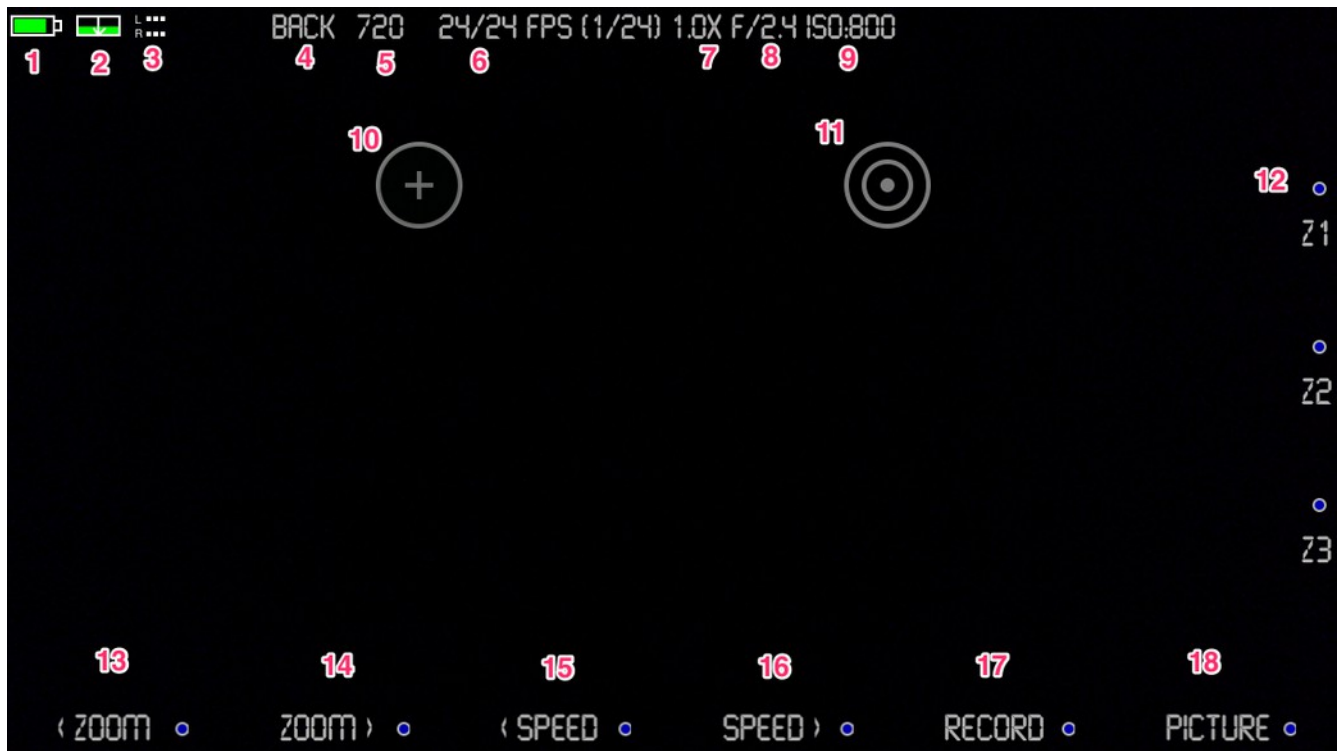 L
R
BACK 720 24/24 FPS (1/24) 1.0X F/2.4 ISO:800
1 2 3 4 5 6 7 8 9
10 11
12
Z1
Z2
Z3
13 14 15 16 17 18
‹ ZOOM ZOOM › ‹ SPEED SPEED › RECORD PICTURE